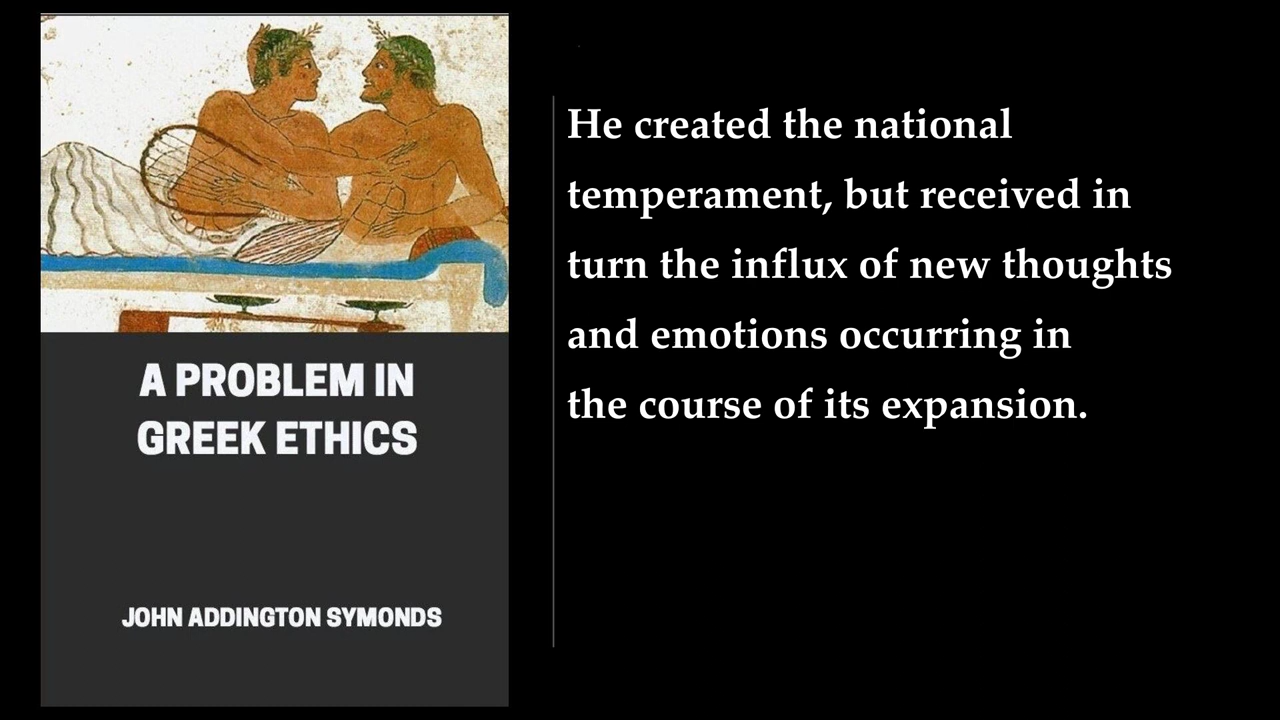 A PROBLEM IN
GREEK ETHICS
JOHN ADDINGTON SYMONDS
He created the national
temperament, but received in
turn the influx of new thoughts
and emotions occurring in
the course of its expansion.